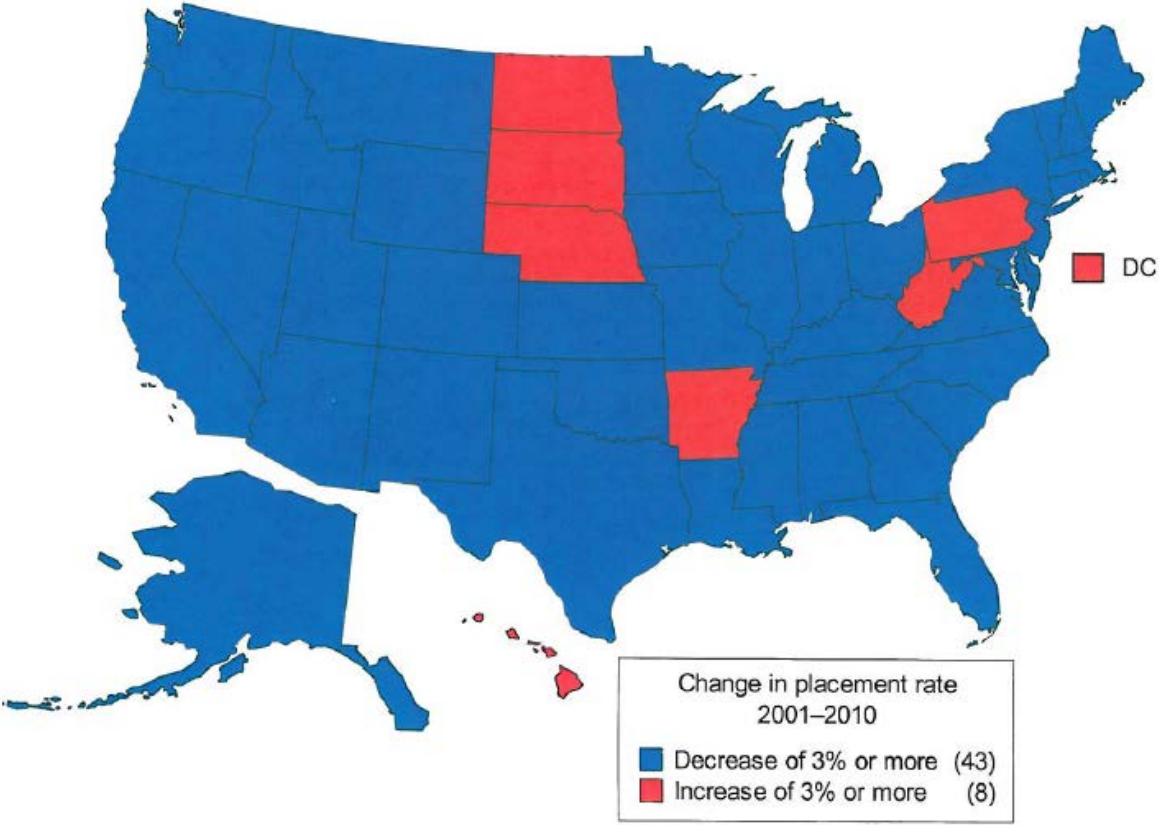 DC
Change in placement rate
2001–2010
Decrease of 3% or more (43)
Increase of 3% or more (8)